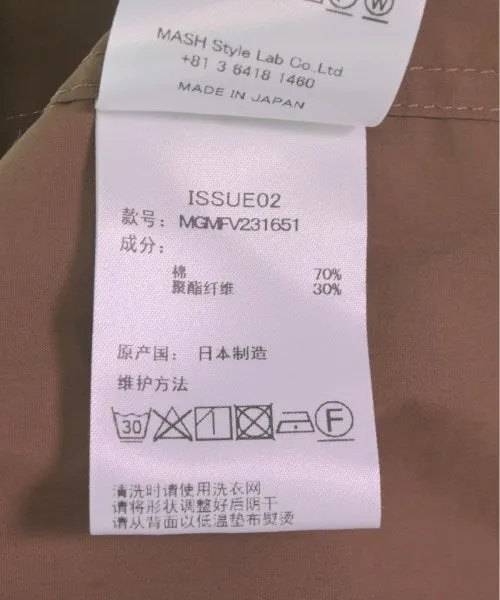 W
MASH Style Lab Co.,Ltd
+81 3 6418 1460
MADE IN JAPAN
ISSUE02
款号: MGMFV231651
成分:
棉 70%
聚酯纤维 30%
原产国: 日本制造
维护方法
30 F
清洗时请使用洗衣网
请将形状调整好后阴干
请从背面以低温垫布熨烫